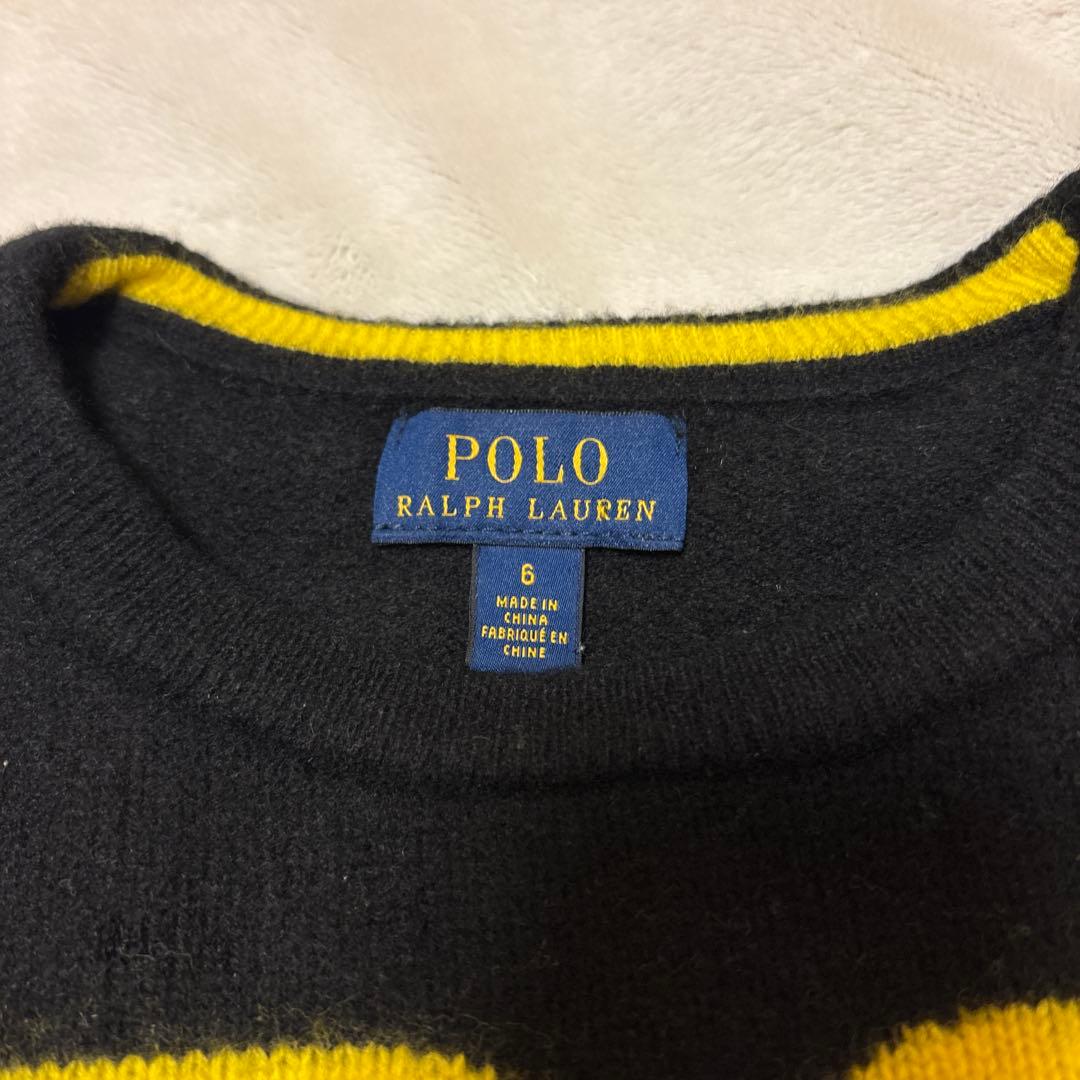 POLO
RALPH LAUREN
6
MADE IN
CHINA
FABRIQUÉ EN
CHINE